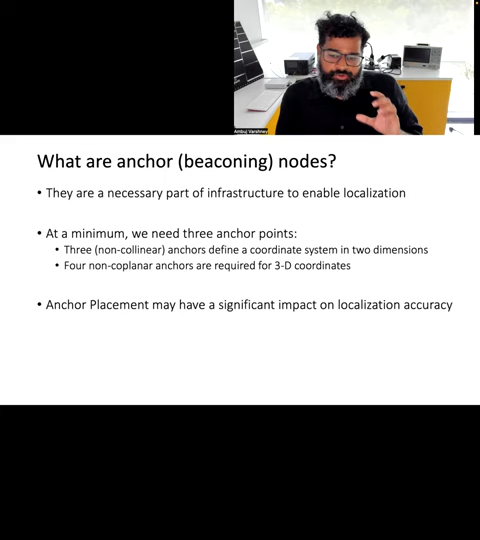 Ambuj Varshney
What are anchor (beaconing) nodes?
• They are a necessary part of infrastructure to enable localization
• At a minimum, we need three anchor points:
• Three (non-collinear) anchors define a coordinate system in two dimensions
• Four non-coplanar anchors are required for 3-D coordinates
• Anchor Placement may have a significant impact on localization accuracy